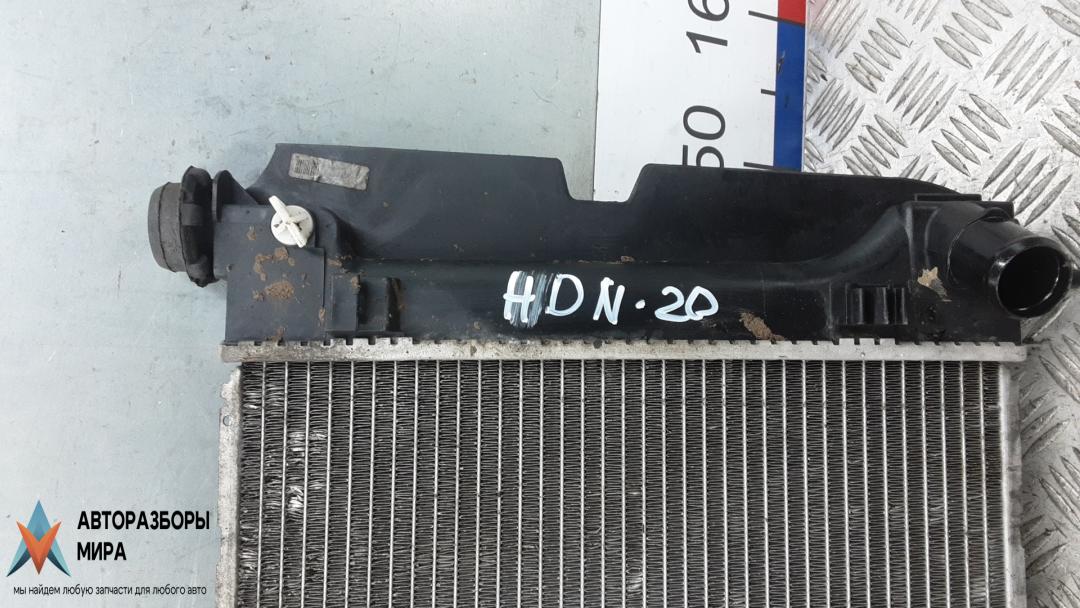 50 16
HDN·20
АВТОРАЗБОРЫ
МИРА
мы найдем любую запчасти для любого авто